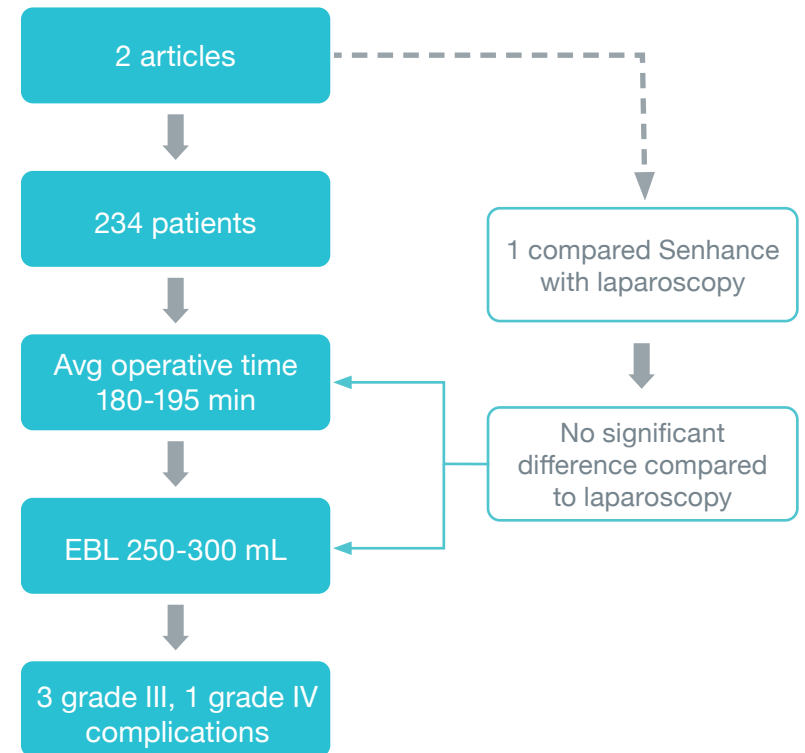 2 articles
234 patients
Avg operative time
180-195 min
EBL 250-300 mL
3 grade III, 1 grade IV
complications
1 compared Senhance
with laparoscopy
No significant
difference compared
to laparoscopy